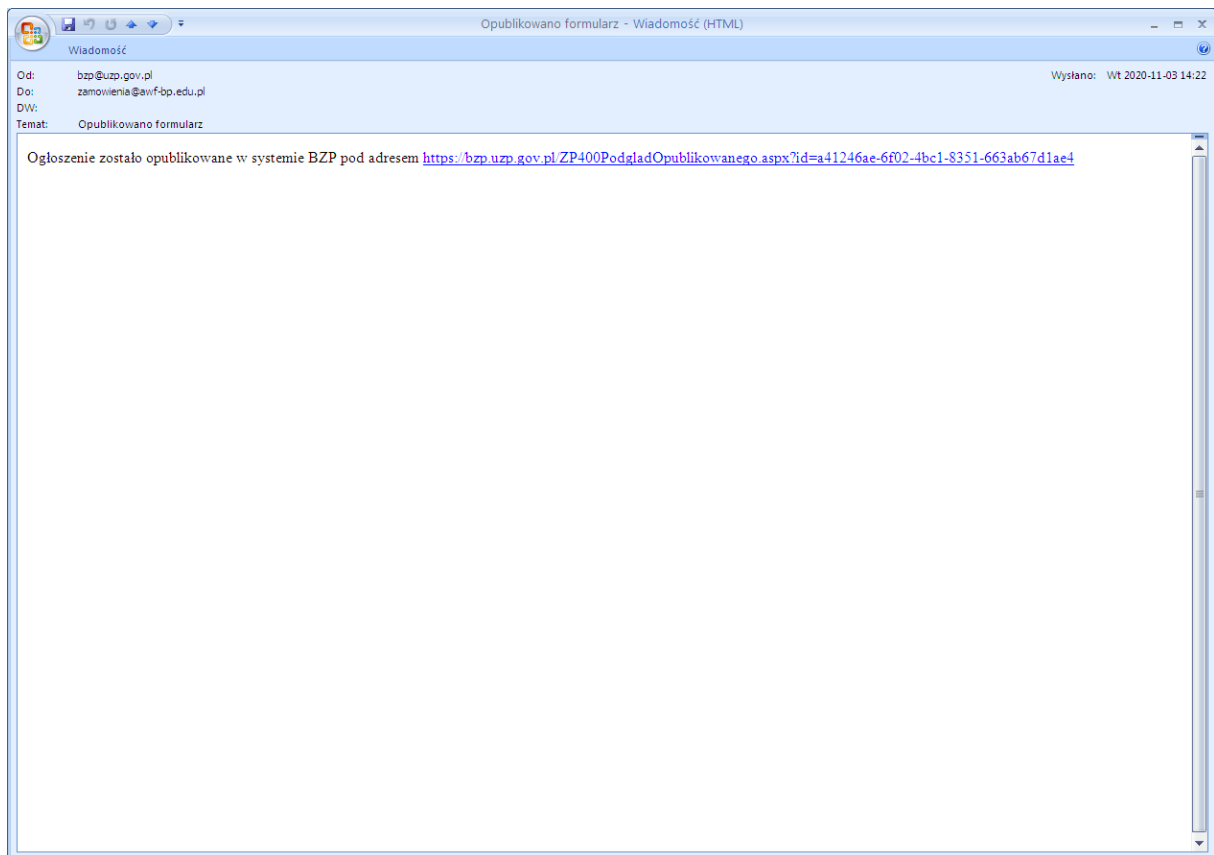 Opublikowano formularz - Wiadomość (HTML)
Wiadomość
Od: bzp@uzp.gov.pl Wysłano: Wt 2020-11-03 14:22
Do: zamowienia@awf-bp.edu.pl
DW:
Temat: Opublikowano formularz
Ogłoszenie zostało opublikowane w systemie BZP pod adresem https://bzp.uzp.gov.pl/ZP400PodgladOpublikowanego.aspx?id=a41246ae-6f02-4bc1-8351-663ab67d1ae4